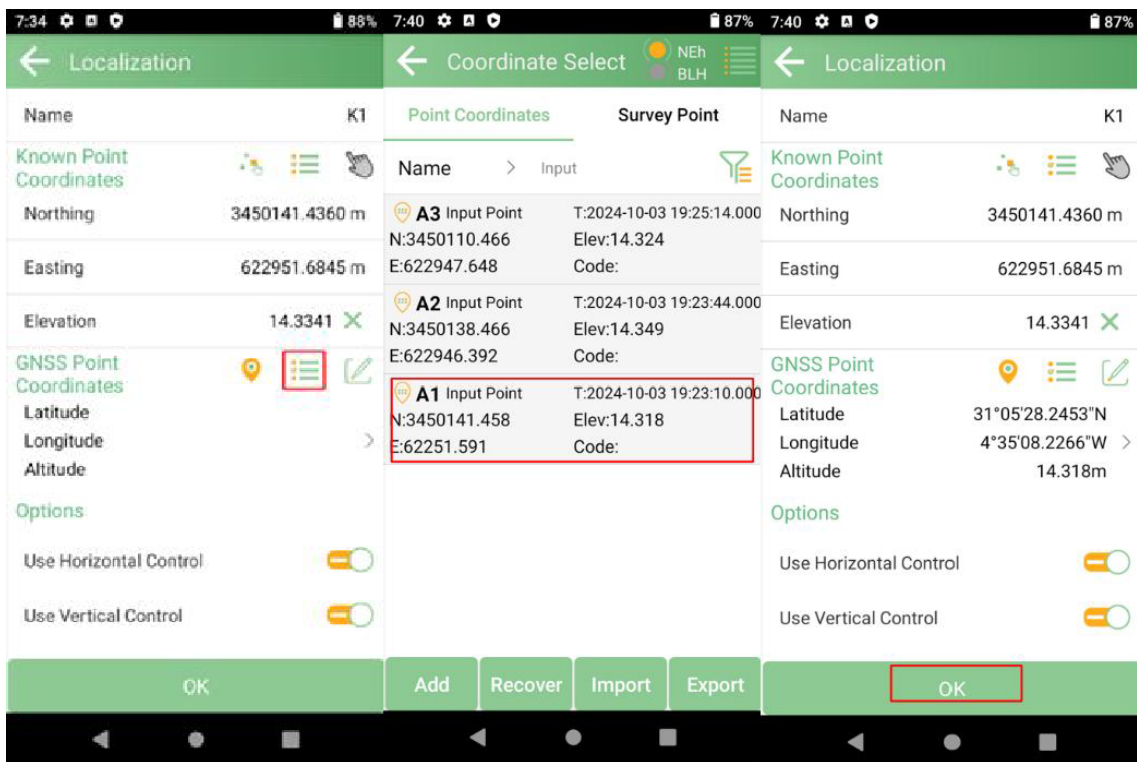 7:34
88%
Localization
Name K1
Known Point
Coordinates
Northing 3450141.4360 m
Easting 622951.6845 m
Elevation 14.3341
GNSS Point
Coordinates
Latitude
Longitude
Altitude
Options
Use Horizontal Control
Use Vertical Control
OK
7:40
87%
Coordinate Select
NEh
BLH
Point Coordinates Survey Point
Name > Input
A3 Input Point T:2024-10-03 19:25:14.000
N:3450110.466 Elev:14.324
E:622947.648 Code:
A2 Input Point T:2024-10-03 19:23:44.000
N:3450138.466 Elev:14.349
E:622946.392 Code:
A1 Input Point T:2024-10-03 19:23:10.000
N:3450141.458 Elev:14.318
E:62251.591 Code:
Add Recover Import Export
7:40
87%
Localization
Name K1
Known Point
Coordinates
Northing 3450141.4360 m
Easting 622951.6845 m
Elevation 14.3341
GNSS Point
Coordinates
Latitude 31°05'28.2453"N
Longitude 4°35'08.2266"W
Altitude 14.318m
Options
Use Horizontal Control
Use Vertical Control
OK